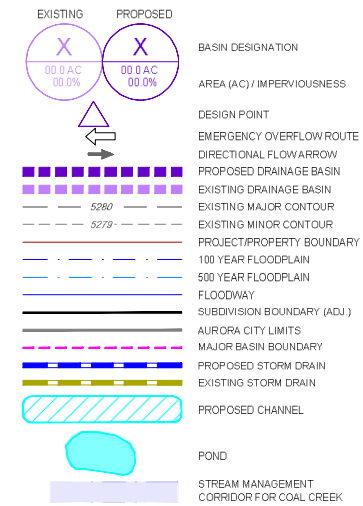 EXISTING PROPOSED
X X
BASIN DESIGNATION
00.0 AC 00.0 AC
00.0% 00.0%
AREA (AC) / IMPERVIOUSNESS
DESIGN POINT
EMERGENCY OVERFLOW ROUTE
DIRECTIONAL FLOW ARROW
PROPOSED DRAINAGE BASIN
EXISTING DRAINAGE BASIN
5280 EXISTING MAJOR CONTOUR
5279 EXISTING MINOR CONTOUR
PROJECT/PROPERTY BOUNDARY
100 YEAR FLOODPLAIN
500 YEAR FLOODPLAIN
FLOODWAY
SUBDIVISION BOUNDARY (ADJ.)
AURORA CITY LIMITS
MAJOR BASIN BOUNDARY
PROPOSED STORM DRAIN
EXISTING STORM DRAIN
PROPOSED CHANNEL
POND
STREAM MANAGEMENT
CORRIDOR FOR COAL CREEK